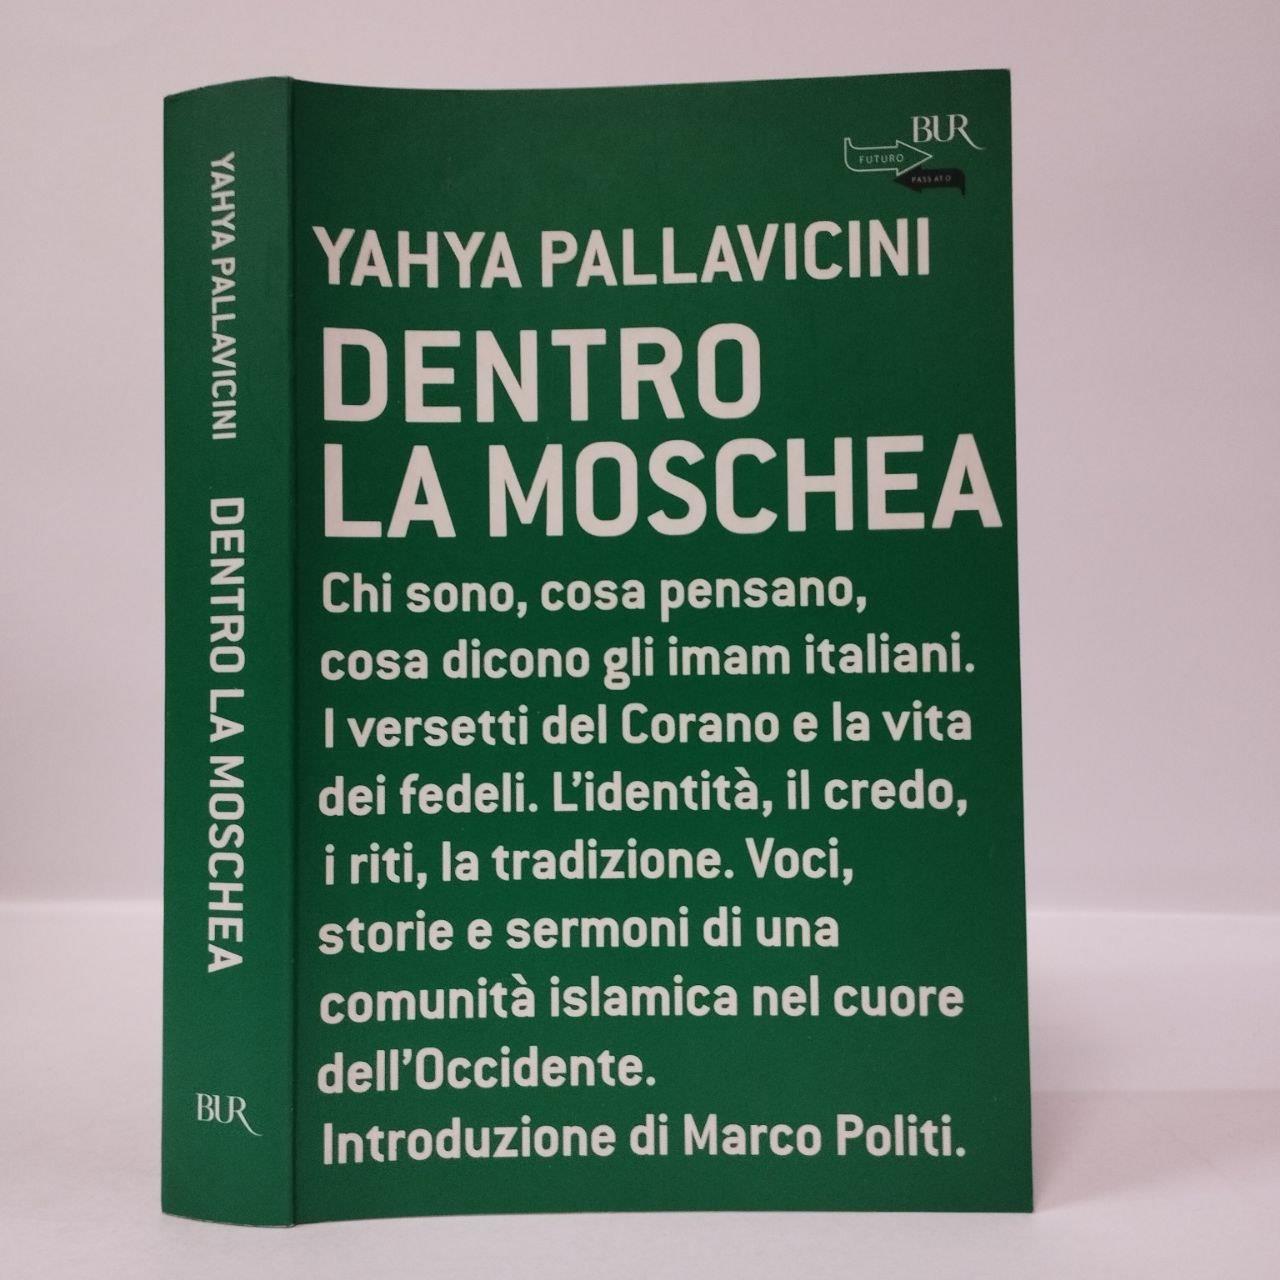 YAHYA PALLAVICINI DENTRO LA MOSCHEA
BUR
BUR
FUTURO
PASSATO
YAHYA PALLAVICINI
DENTRO
LA MOSCHEA
Chi sono, cosa pensano,
cosa dicono gli imam italiani.
I versetti del Corano e la vita
dei fedeli. L'identità, il credo,
i riti, la tradizione. Voci,
storie e sermoni di una
comunità islamica nel cuore
dell'Occidente.
Introduzione di Marco Politi.